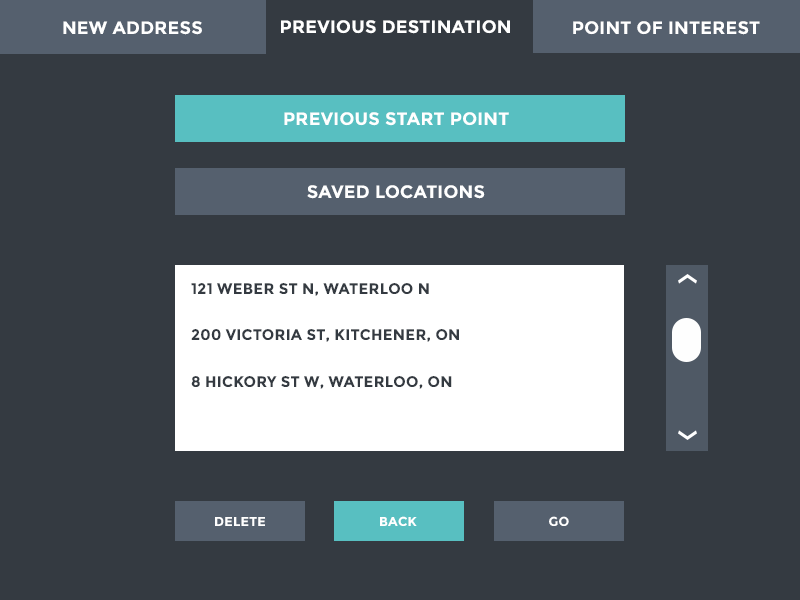 NEW ADDRESS
PREVIOUS DESTINATION
POINT OF INTEREST
PREVIOUS START POINT
SAVED LOCATIONS
121 WEBER ST N, WATERLOO N
200 VICTORIA ST, KITCHENER, ON
8 HICKORY ST W, WATERLOO, ON
DELETE
BACK
GO